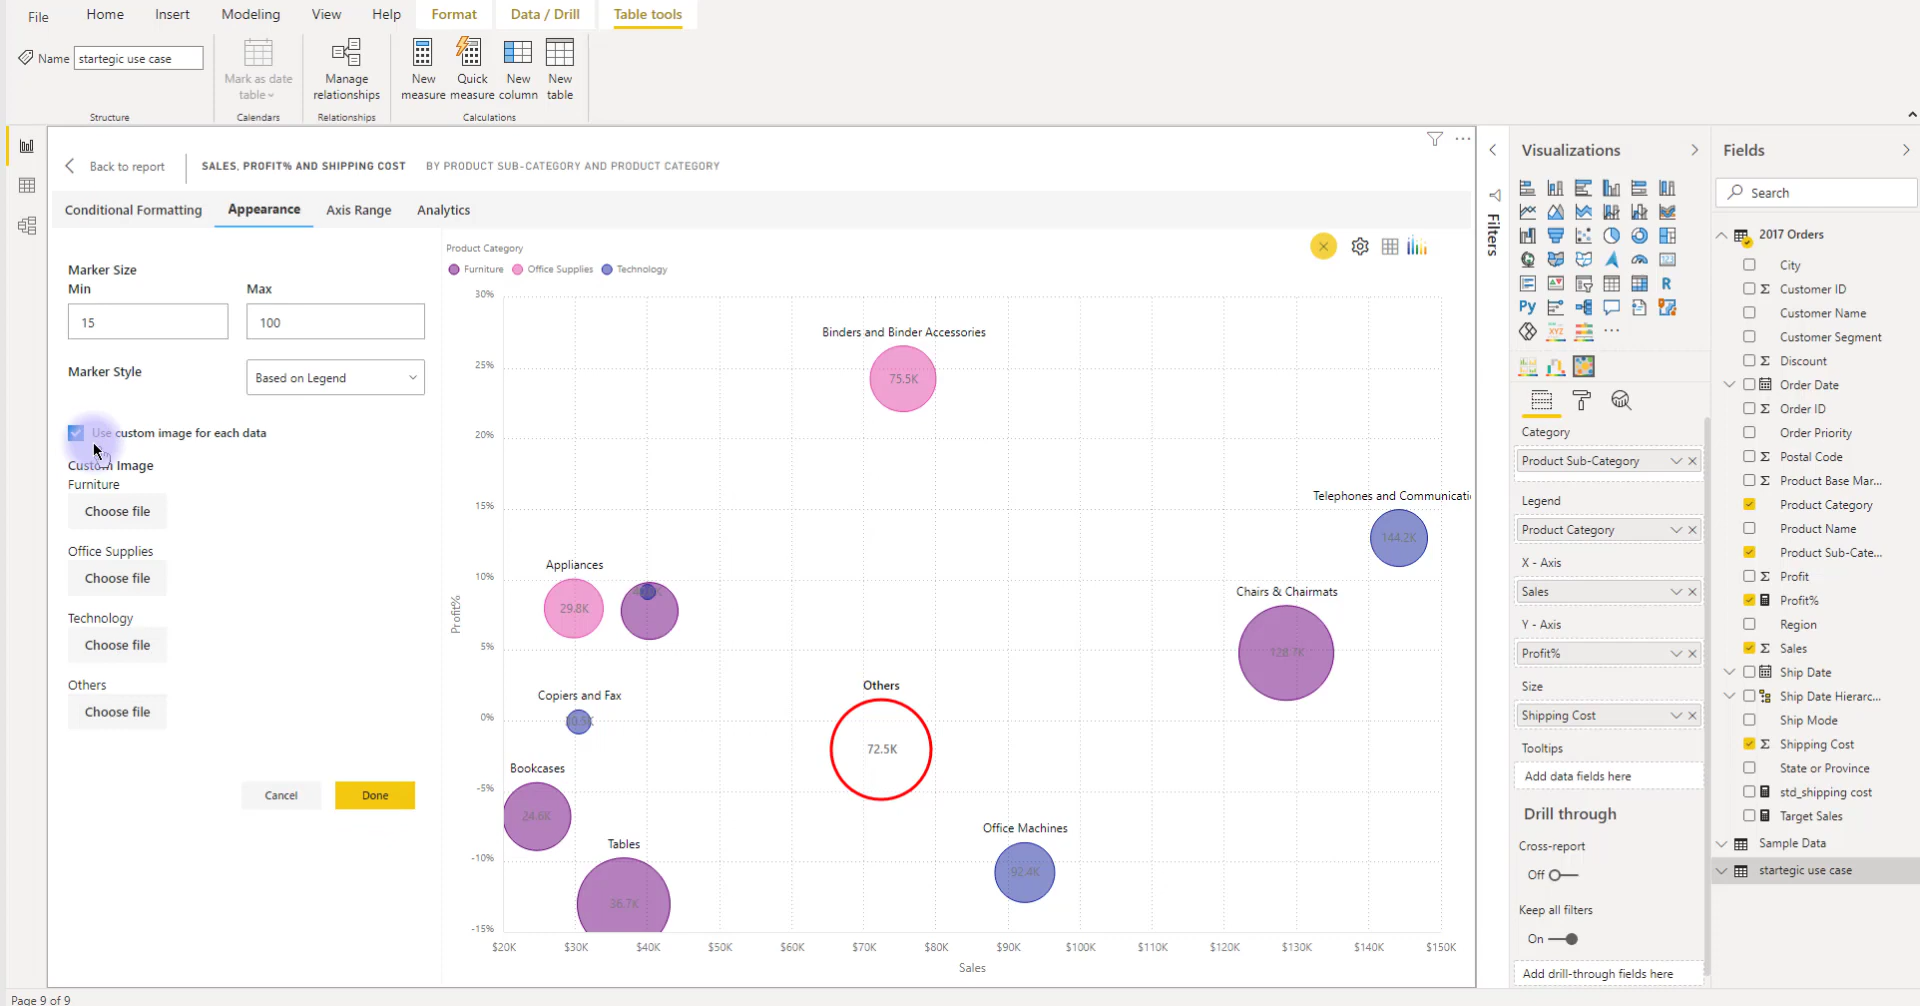 File Home Insert Modeling View Help Format Data / Drill Table tools
Name startegic use case
Mark as date table
Manage relationships
New measure
Quick measure
New column
New table
Structure Calendars Relationships Calculations
Back to report SALES, PROFIT% AND SHIPPING COST BY PRODUCT SUB-CATEGORY AND PRODUCT CATEGORY
Conditional Formatting Appearance Axis Range Analytics
Marker Size
Min Max
15 100
Marker Style Based on Legend
Use custom image for each data
Custom Image
Furniture
Choose file
Office Supplies
Choose file
Technology
Choose file
Others
Choose file
Cancel Done
Product Category
Furniture Office Supplies Technology
30%
25%
20%
15%
10%
5%
0%
-5%
-10%
-15%
Profit%
Binders and Binder Accessories
75.5K
Telephones and Communicati
144.2K
Appliances
29.8K
Chairs & Chairmats
128.7K
Copiers and Fax
Others
72.5K
Bookcases
24.6K
Office Machines
92.4K
Tables
36.7K
$20K $30K $40K $50K $60K $70K $80K $90K $100K $110K $120K $130K $140K $150K
Sales
Filters
Visualizations
R
Py
XYZ
Category
Product Sub-Category
Legend
Product Category
X - Axis
Sales
Y - Axis
Profit%
Size
Shipping Cost
Tooltips
Add data fields here
Drill through
Cross-report
Off
Keep all filters
On
Add drill-through fields here
Fields
Search
2017 Orders
City
Customer ID
Customer Name
Customer Segment
Discount
Order Date
Order ID
Order Priority
Postal Code
Product Base Mar...
Product Category
Product Name
Product Sub-Cate...
Profit
Profit%
Region
Sales
Ship Date
Ship Date Hierarc...
Ship Mode
Shipping Cost
State or Province
std_shipping cost
Target Sales
Sample Data
startegic use case
Page 9 of 9